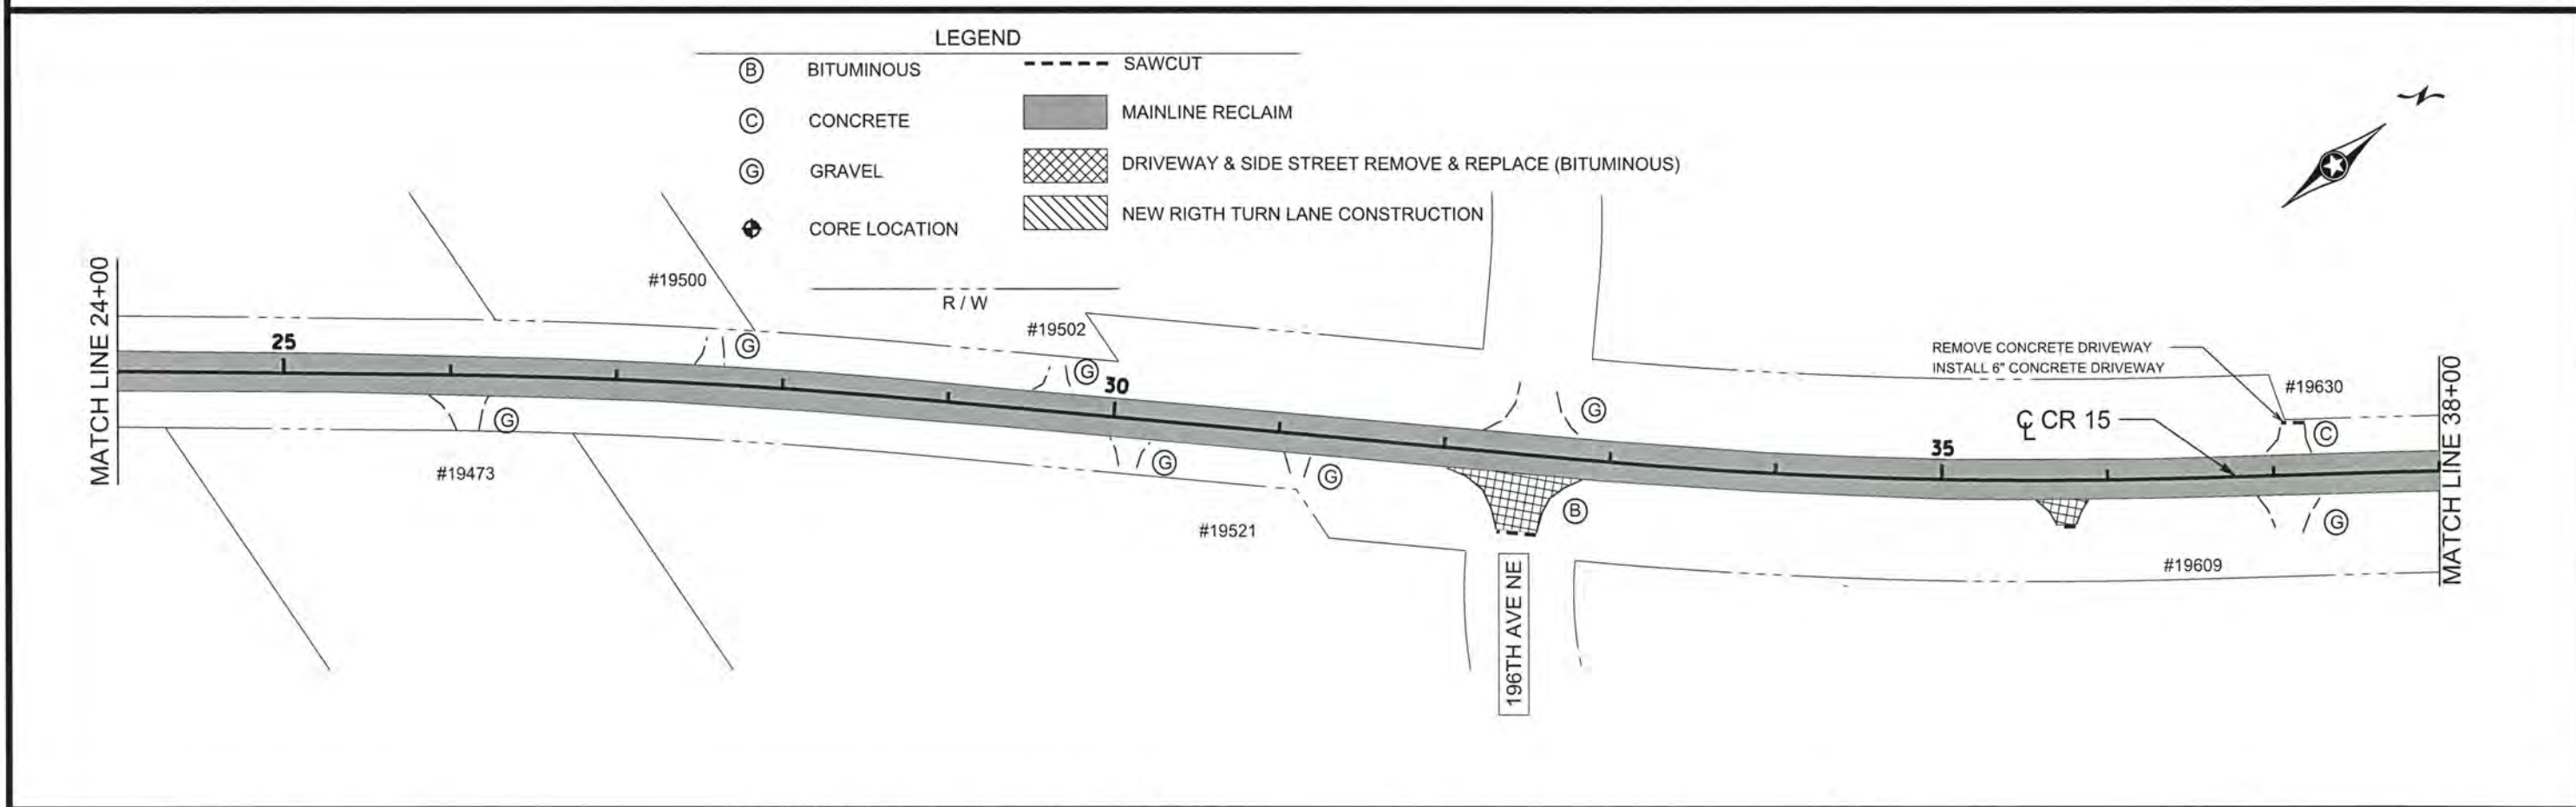 LEGEND
Ⓑ BITUMINOUS
Ⓒ CONCRETE
Ⓖ GRAVEL
CORE LOCATION
SAWCUT
MAINLINE RECLAIM
DRIVEWAY & SIDE STREET REMOVE & REPLACE (BITUMINOUS)
NEW RIGTH TURN LANE CONSTRUCTION
R / W
MATCH LINE 24+00
#19500
#19502
25
G
G
30
G
#19473
G
G
#19521
G
B
196TH AVE NE
REMOVE CONCRETE DRIVEWAY
INSTALL 6" CONCRETE DRIVEWAY
#19630
℄ CR 15
C
35
G
#19609
MATCH LINE 38+00